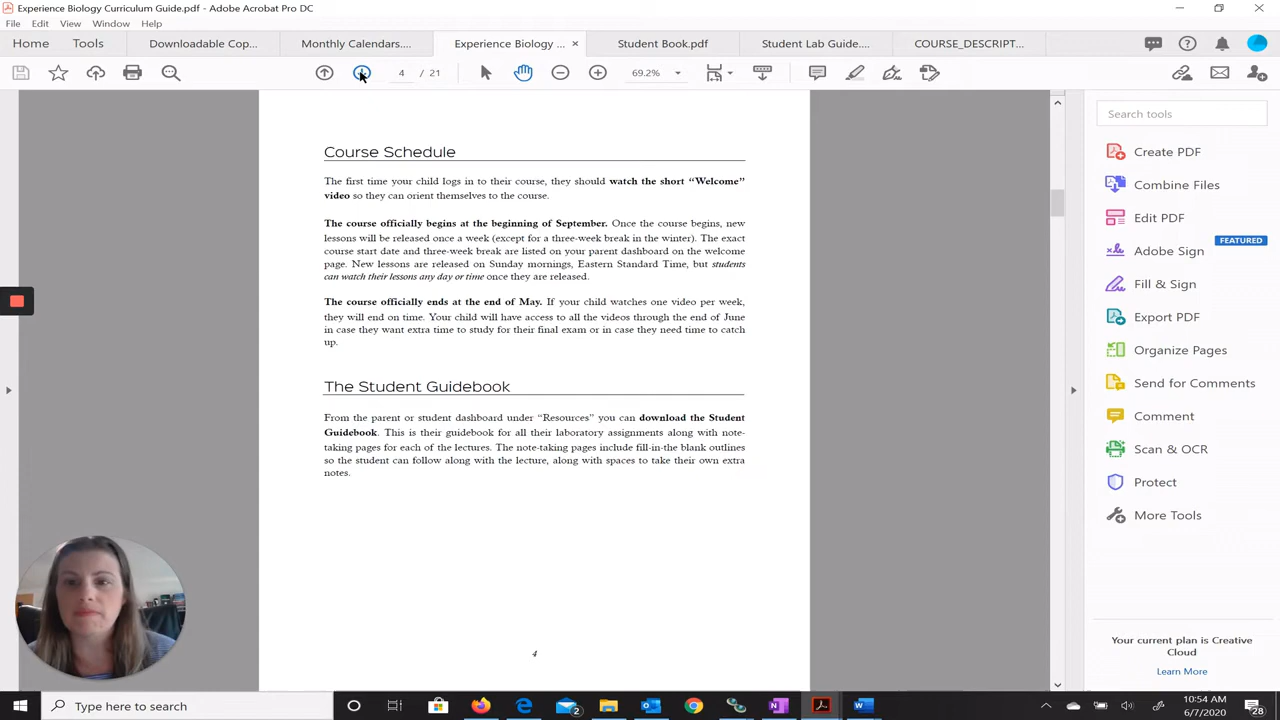 Experience Biology Curriculum Guide.pdf - Adobe Acrobat Pro DC
File Edit View Window Help
Home Tools Downloadable Cop... Monthly Calendars.... Experience Biology ... × Student Book.pdf Student Lab Guide.... COURSE_DESCRIPT...
4 / 21 69.2%
Course Schedule
The first time your child logs in to their course, they should watch the short “Welcome”
video so they can orient themselves to the course.
The course officially begins at the beginning of September. Once the course begins, new
lessons will be released once a week (except for a three-week break in the winter). The exact
course start date and three-week break are listed on your parent dashboard on the welcome
page. New lessons are released on Sunday mornings, Eastern Standard Time, but students
can watch their lessons any day or time once they are released.
The course officially ends at the end of May. If your child watches one video per week,
they will end on time. Your child will have access to all the videos through the end of June
in case they want extra time to study for their final exam or in case they need time to catch
up.
The Student Guidebook
From the parent or student dashboard under “Resources” you can download the Student
Guidebook. This is their guidebook for all their laboratory assignments along with note-
taking pages for each of the lectures. The note-taking pages include fill-in-the blank outlines
so the student can follow along with the lecture, along with spaces to take their own extra
notes.
4
Search tools
Create PDF
Combine Files
Edit PDF
FEATURED
Adobe Sign
Fill & Sign
Export PDF
Organize Pages
Send for Comments
Comment
Scan & OCR
Protect
More Tools
Your current plan is Creative
Cloud
Learn More
Type here to search
2
10:54 AM
6/7/2020
28